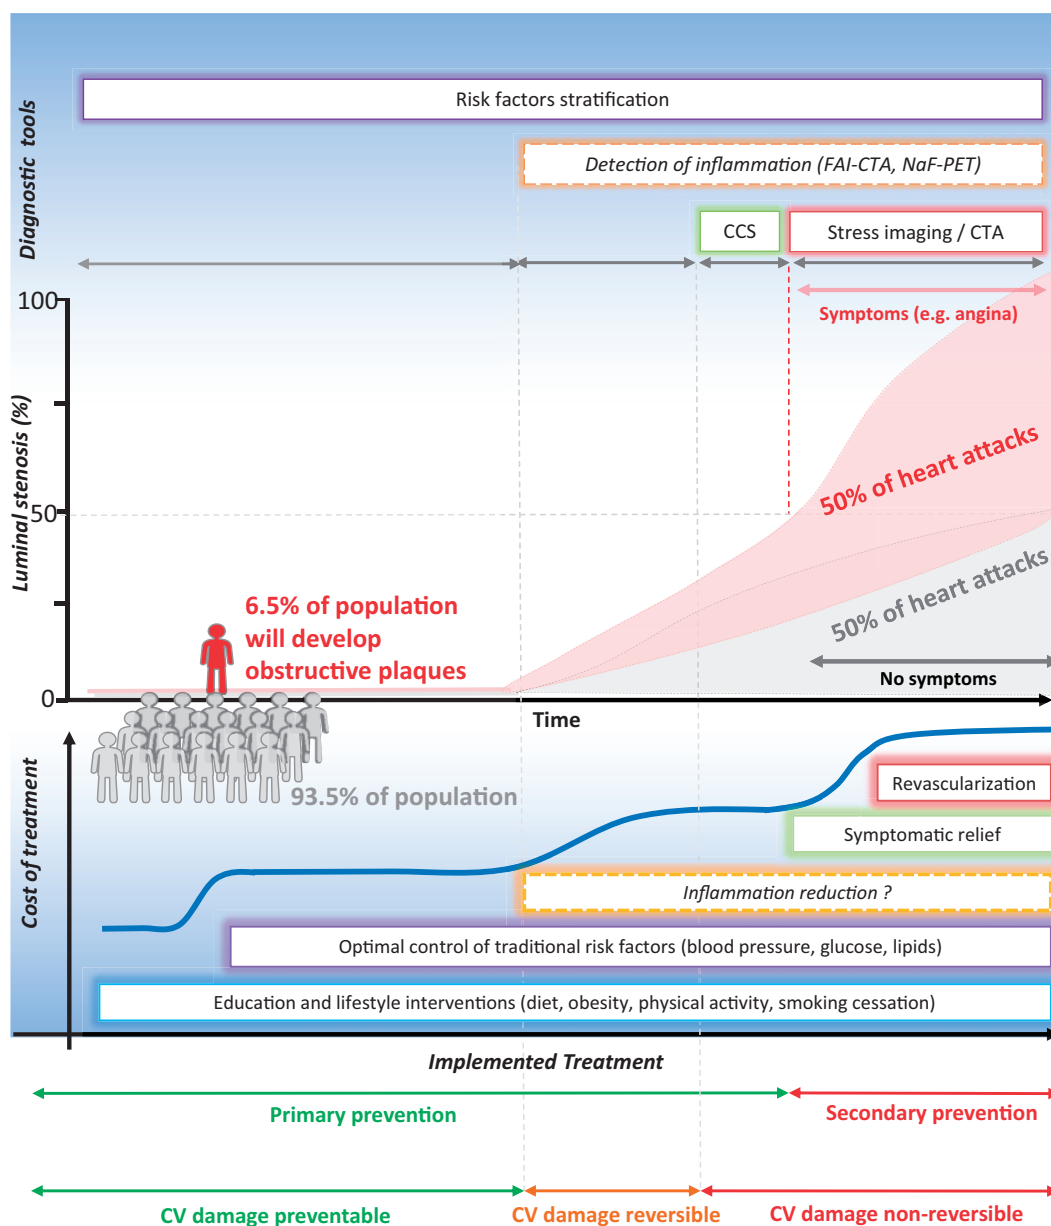 Diagnostic tools
Risk factors stratification
Detection of inflammation (FAI-CTA, NaF-PET)
CCS
Stress imaging / CTA
Symptoms (e.g. angina)
Luminal stenosis (%)
100
50
0
50% of heart attacks
50% of heart attacks
No symptoms
6.5% of population
will develop
obstructive plaques
Time
93.5% of population
Cost of treatment
Revascularization
Symptomatic relief
Inflammation reduction ?
Optimal control of traditional risk factors (blood pressure, glucose, lipids)
Education and lifestyle interventions (diet, obesity, physical activity, smoking cessation)
Implemented Treatment
Primary prevention
Secondary prevention
CV damage preventable
CV damage reversible
CV damage non-reversible